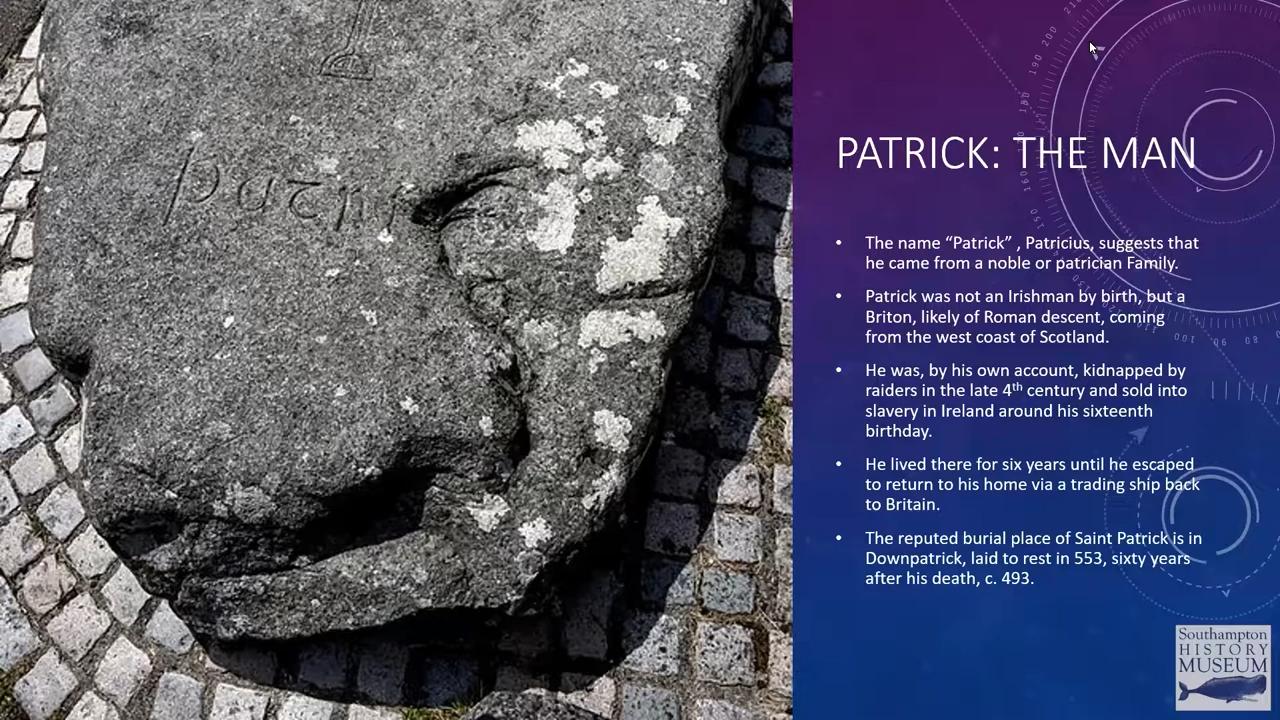 patric
PATRICK: THE MAN
• The name “Patrick” , Patricius, suggests that
he came from a noble or patrician Family.
• Patrick was not an Irishman by birth, but a
Briton, likely of Roman descent, coming
from the west coast of Scotland.
• He was, by his own account, kidnapped by
raiders in the late 4th century and sold into
slavery in Ireland around his sixteenth
birthday.
• He lived there for six years until he escaped
to return to his home via a trading ship back
to Britain.
• The reputed burial place of Saint Patrick is in
Downpatrick, laid to rest in 553, sixty years
after his death, c. 493.
Southampton
HISTORY
MUSEUM